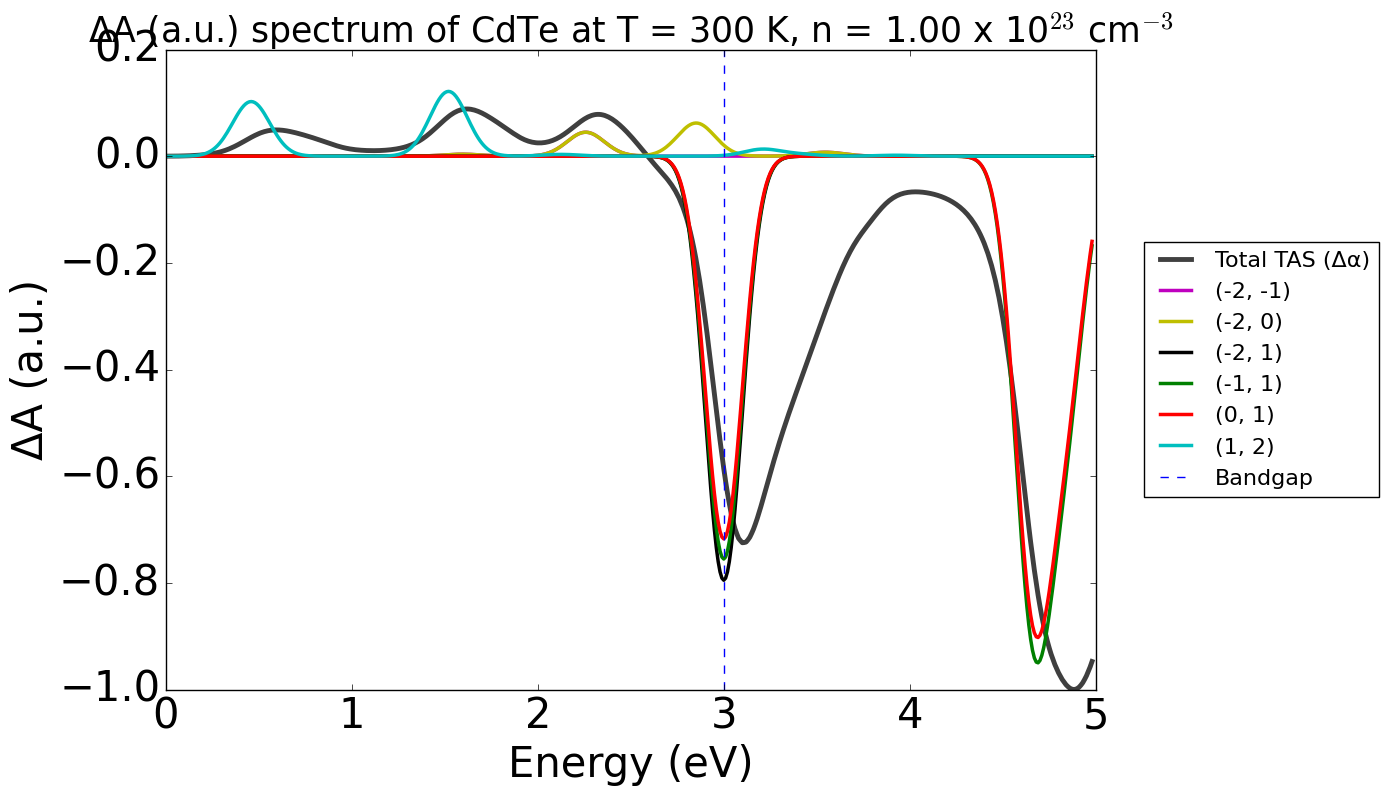 ΔA (a.u.) spectrum of CdTe at T = 300 K, n = 1.00 x 10²³ cm⁻³
0.2
0.0
−0.2
−0.4
−0.6
−0.8
−1.0
ΔA (a.u.)
0 1 2 3 4 5
Energy (eV)
Total TAS (Δα)
(-2, -1)
(-2, 0)
(-2, 1)
(-1, 1)
(0, 1)
(1, 2)
Bandgap